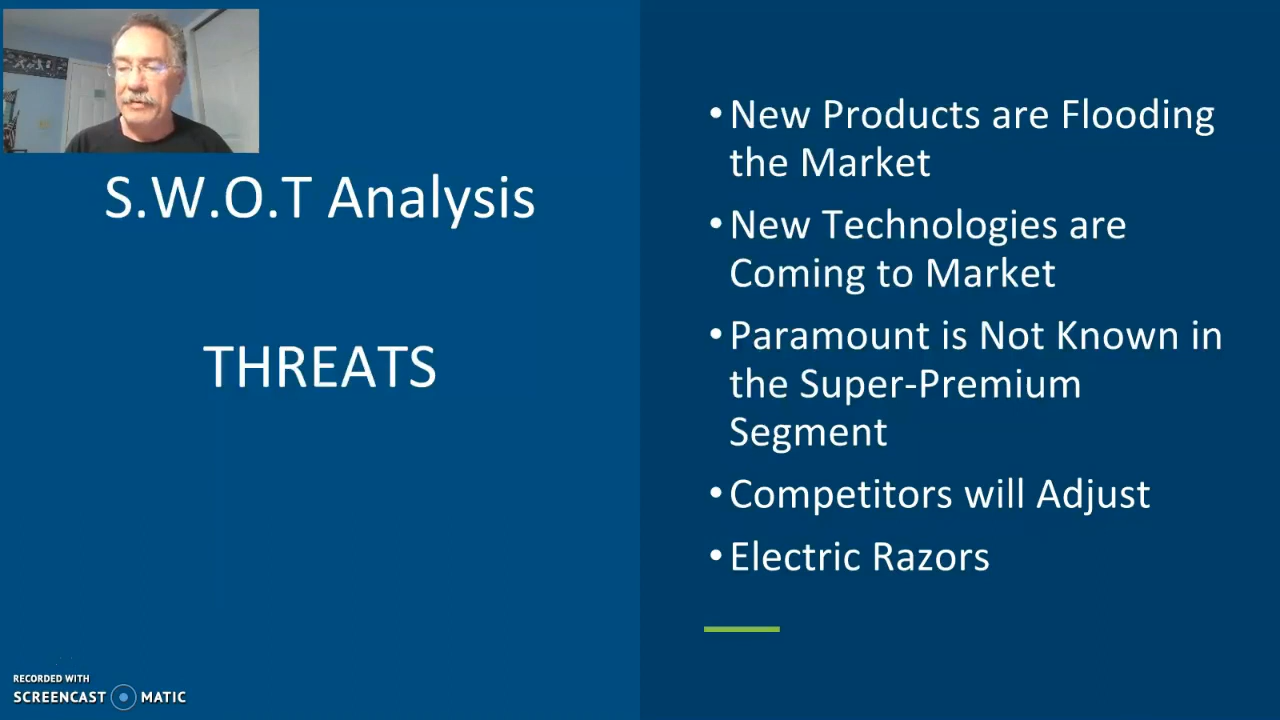 S.W.O.T Analysis
THREATS
• New Products are Flooding
the Market
• New Technologies are
Coming to Market
• Paramount is Not Known in
the Super-Premium
Segment
• Competitors will Adjust
• Electric Razors
RECORDED WITH
SCREENCAST MATIC